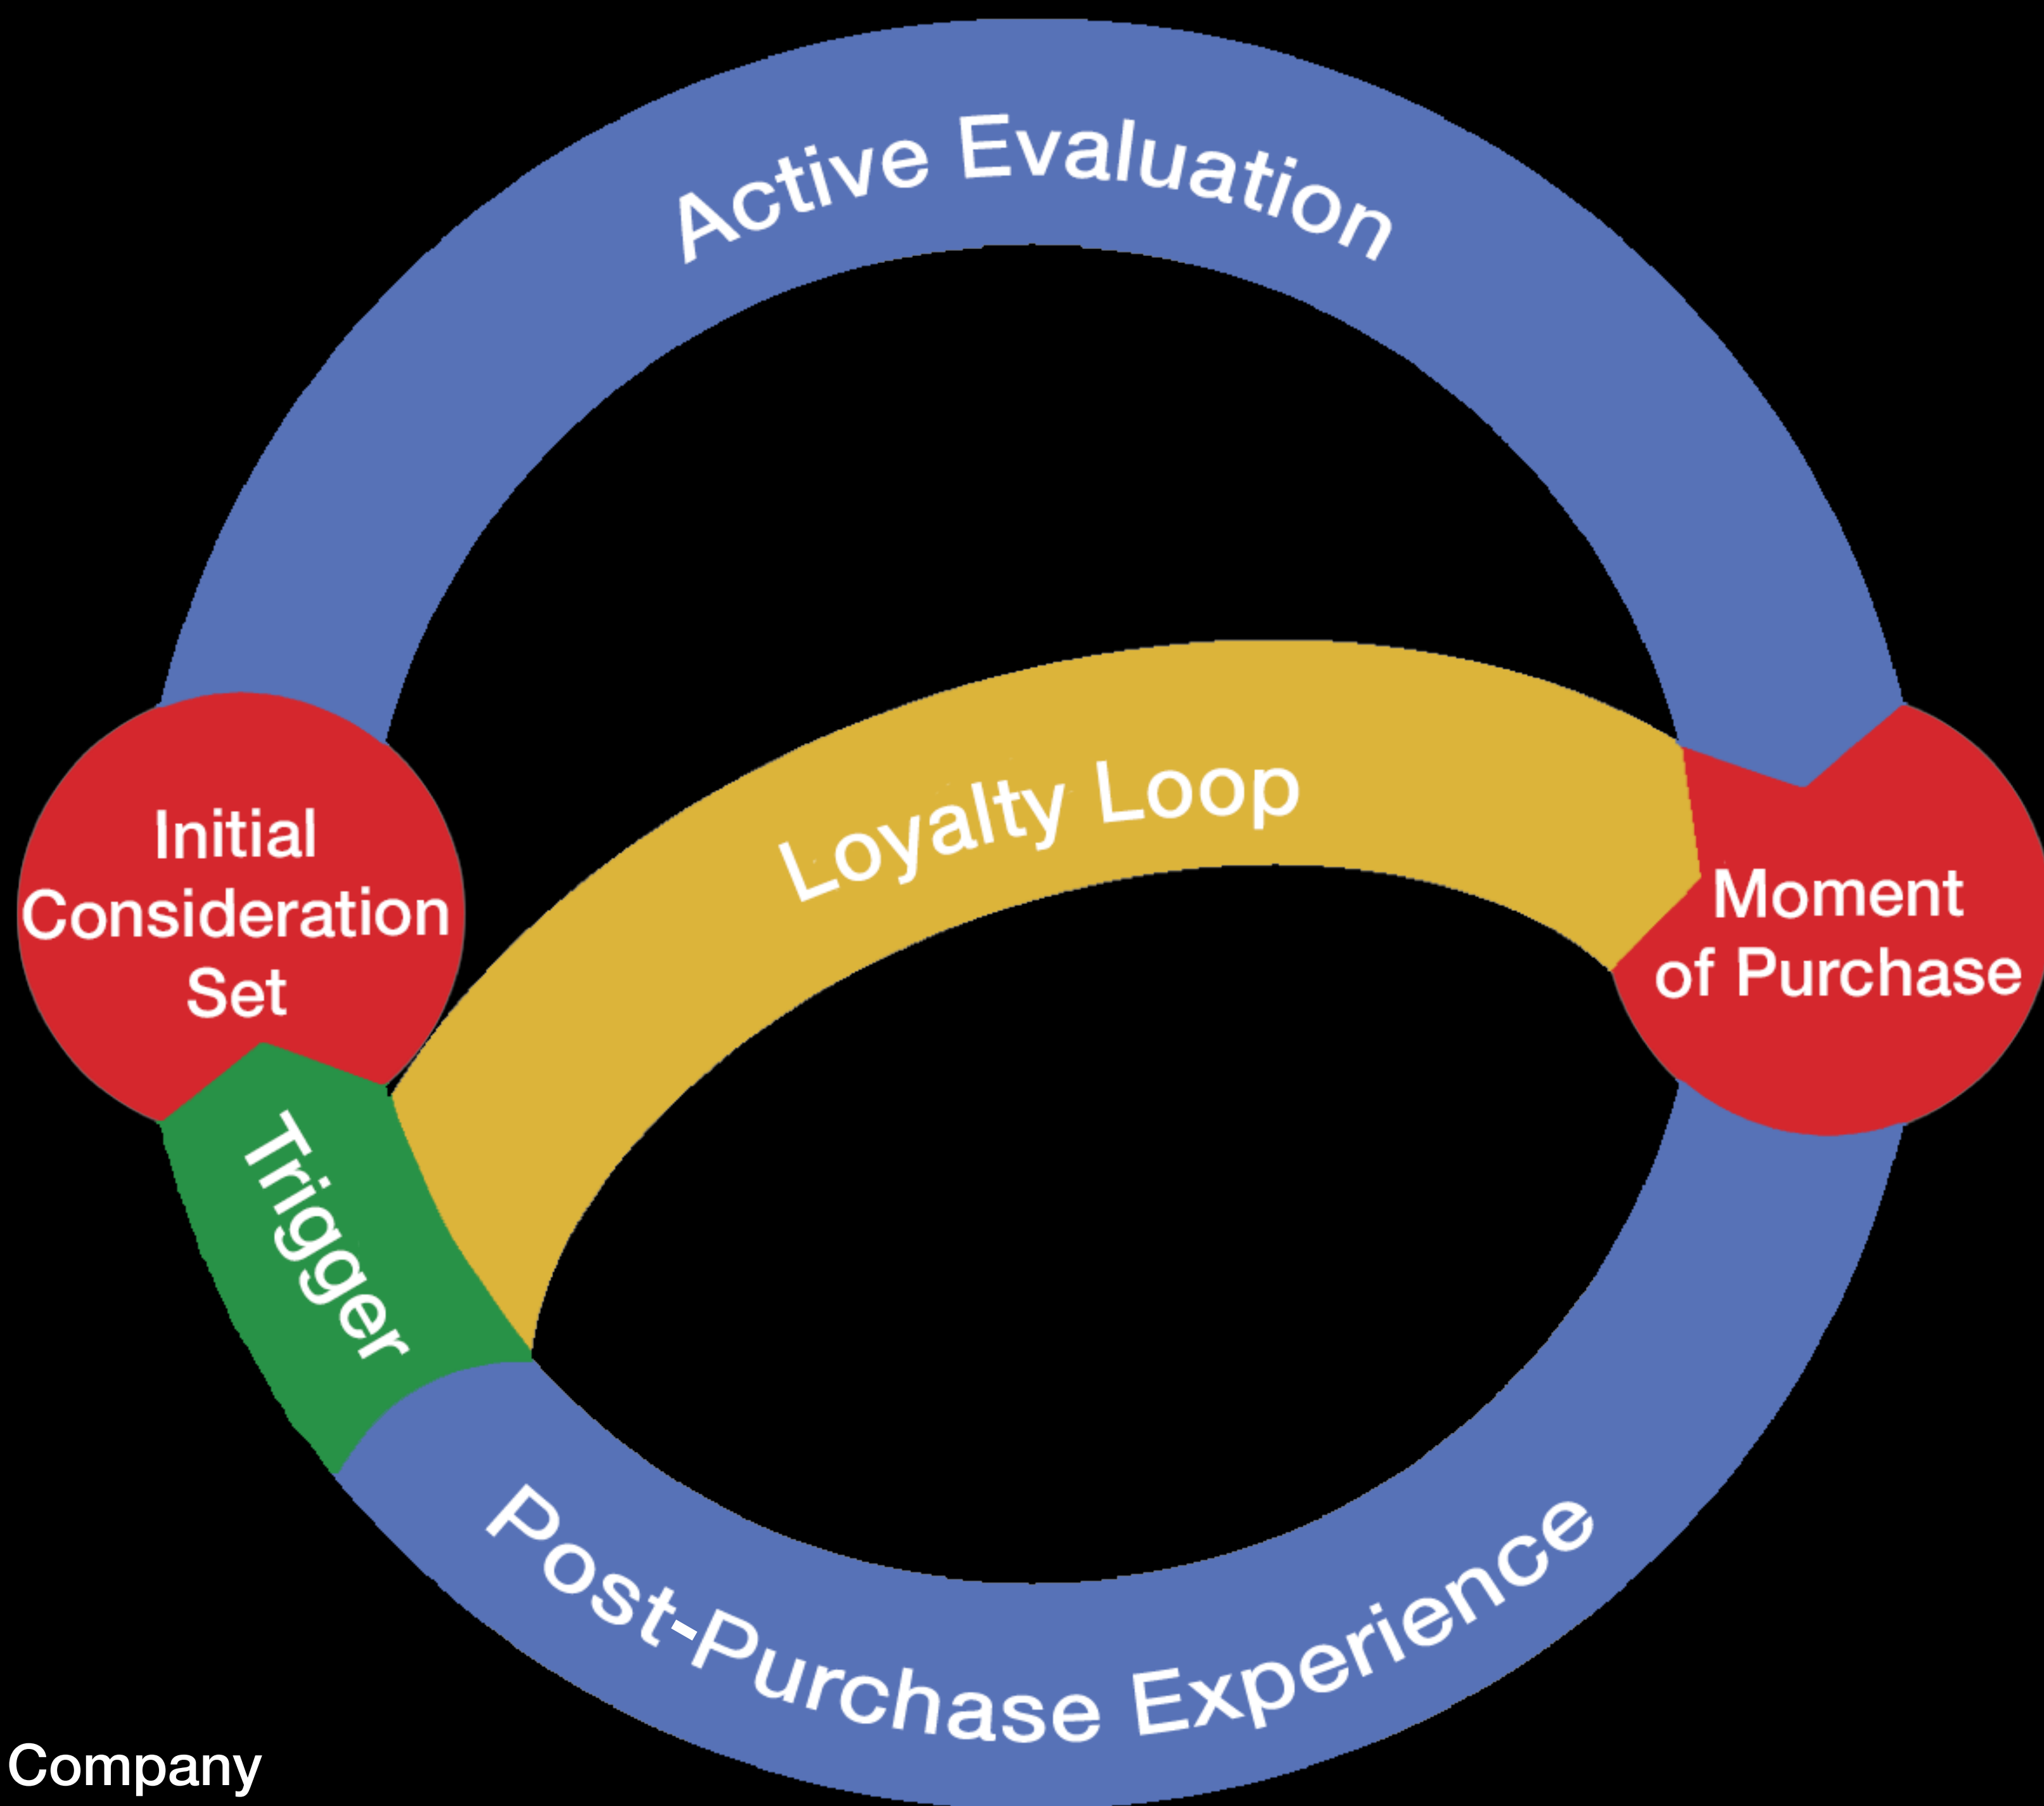 Active Evaluation
Loyalty Loop
Initial
Consideration
Set
Moment
of Purchase
Trigger
Post-Purchase Experience
Company